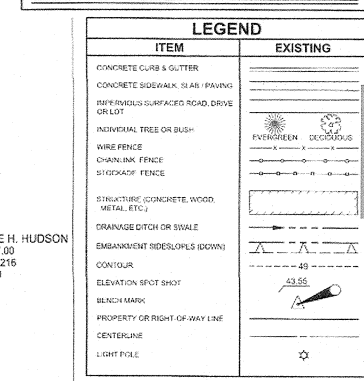 LEGEND
ITEM EXISTING
CONCRETE CURB & GUTTER
CONCRETE SIDEWALK, SLAB / PAVING
IMPERVIOUS SURFACED ROAD, DRIVE
OR LOT
INDIVIDUAL TREE OR BUSH
EVERGREEN DECIDUOUS
WIRE FENCE
CHAINLINK FENCE
STOCKADE FENCE
STRUCTURE (CONCRETE, WOOD,
METAL, ETC.)
DRAINAGE DITCH OR SWALE
E H. HUDSON
EMBANKMENT SIDESLOPES (DOWN)
.00
216
CONTOUR 49
ELEVATION SPOT SHOT 43.55
BENCH MARK
PROPERTY OR RIGHT-OF-WAY LINE
CENTERLINE
LIGHT POLE